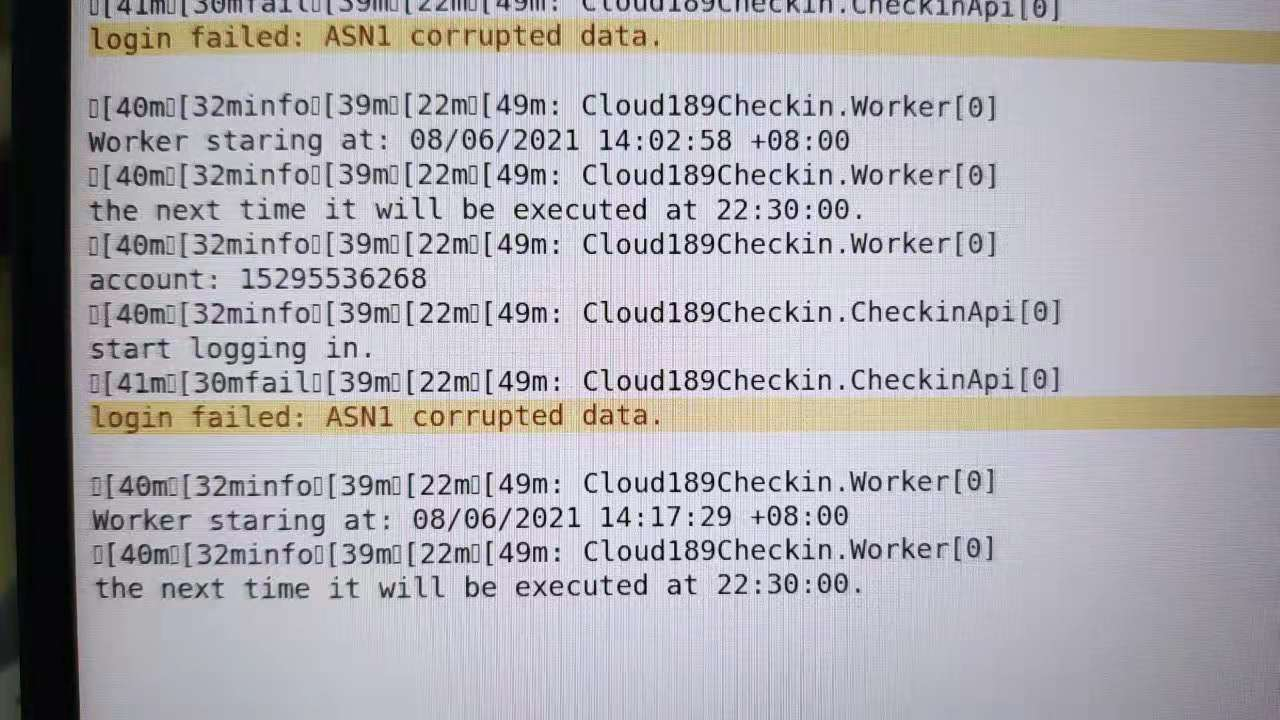 ▯[41m▯[30mfail▯[39m▯[22m▯[49m: Cloud189Checkin.CheckinApi[0]
login failed: ASN1 corrupted data.
▯[40m▯[32minfo▯[39m▯[22m▯[49m: Cloud189Checkin.Worker[0]
Worker staring at: 08/06/2021 14:02:58 +08:00
▯[40m▯[32minfo▯[39m▯[22m▯[49m: Cloud189Checkin.Worker[0]
the next time it will be executed at 22:30:00.
▯[40m▯[32minfo▯[39m▯[22m▯[49m: Cloud189Checkin.Worker[0]
account: 15295536268
▯[40m▯[32minfo▯[39m▯[22m▯[49m: Cloud189Checkin.CheckinApi[0]
start logging in.
▯[41m▯[30mfail▯[39m▯[22m▯[49m: Cloud189Checkin.CheckinApi[0]
login failed: ASN1 corrupted data.
▯[40m▯[32minfo▯[39m▯[22m▯[49m: Cloud189Checkin.Worker[0]
Worker staring at: 08/06/2021 14:17:29 +08:00
▯[40m▯[32minfo▯[39m▯[22m▯[49m: Cloud189Checkin.Worker[0]
the next time it will be executed at 22:30:00.